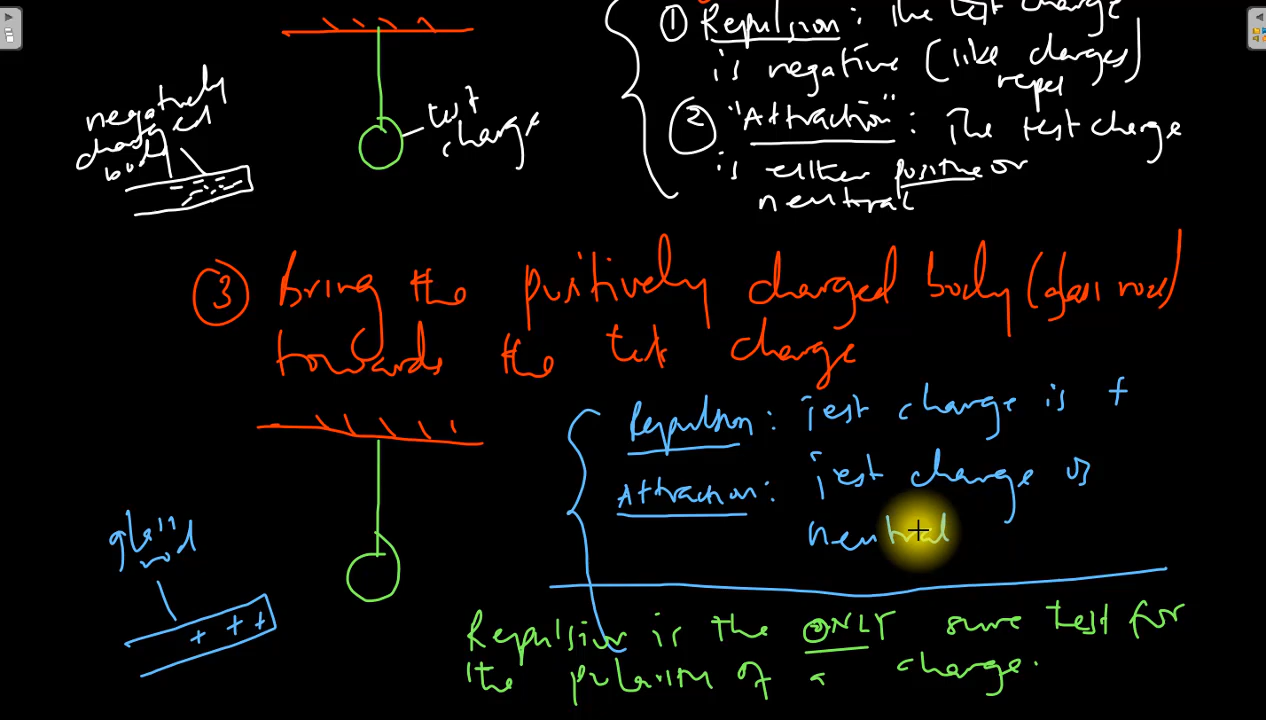 ① Repulsion: The test charge
is negative (like charges)
repel
② "Attraction": The test charge
is either positive or
neutral
negatively
charged
body
test
charge
③ Bring the positively charged body (glass rod)
towards the test charge
Repulsion: Test charge is +
Attraction: Test charge is
neutral
glass
rod
+ + +
Repulsion is the ONLY sure test for
the polarism of a charge.